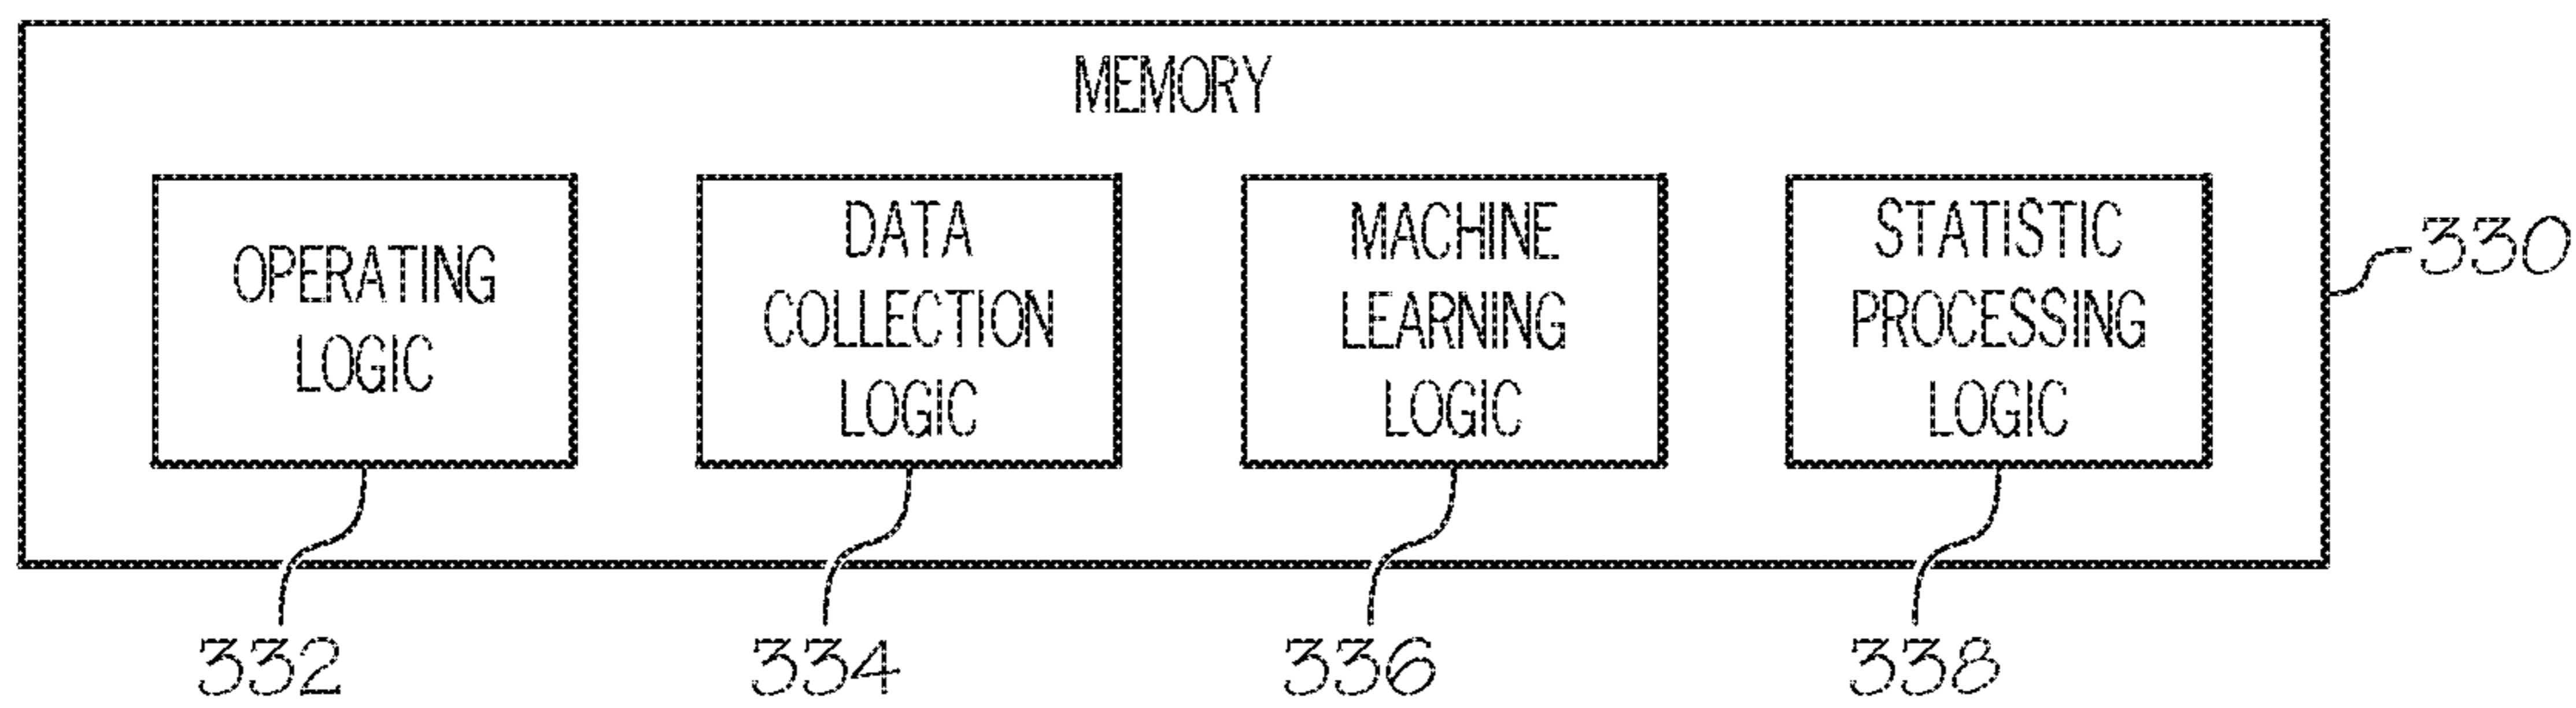 MEMORY
OPERATING
LOGIC
DATA
COLLECTION
LOGIC
MACHINE
LEARNING
LOGIC
STATISTIC
PROCESSING
LOGIC
330
332
334
336
338